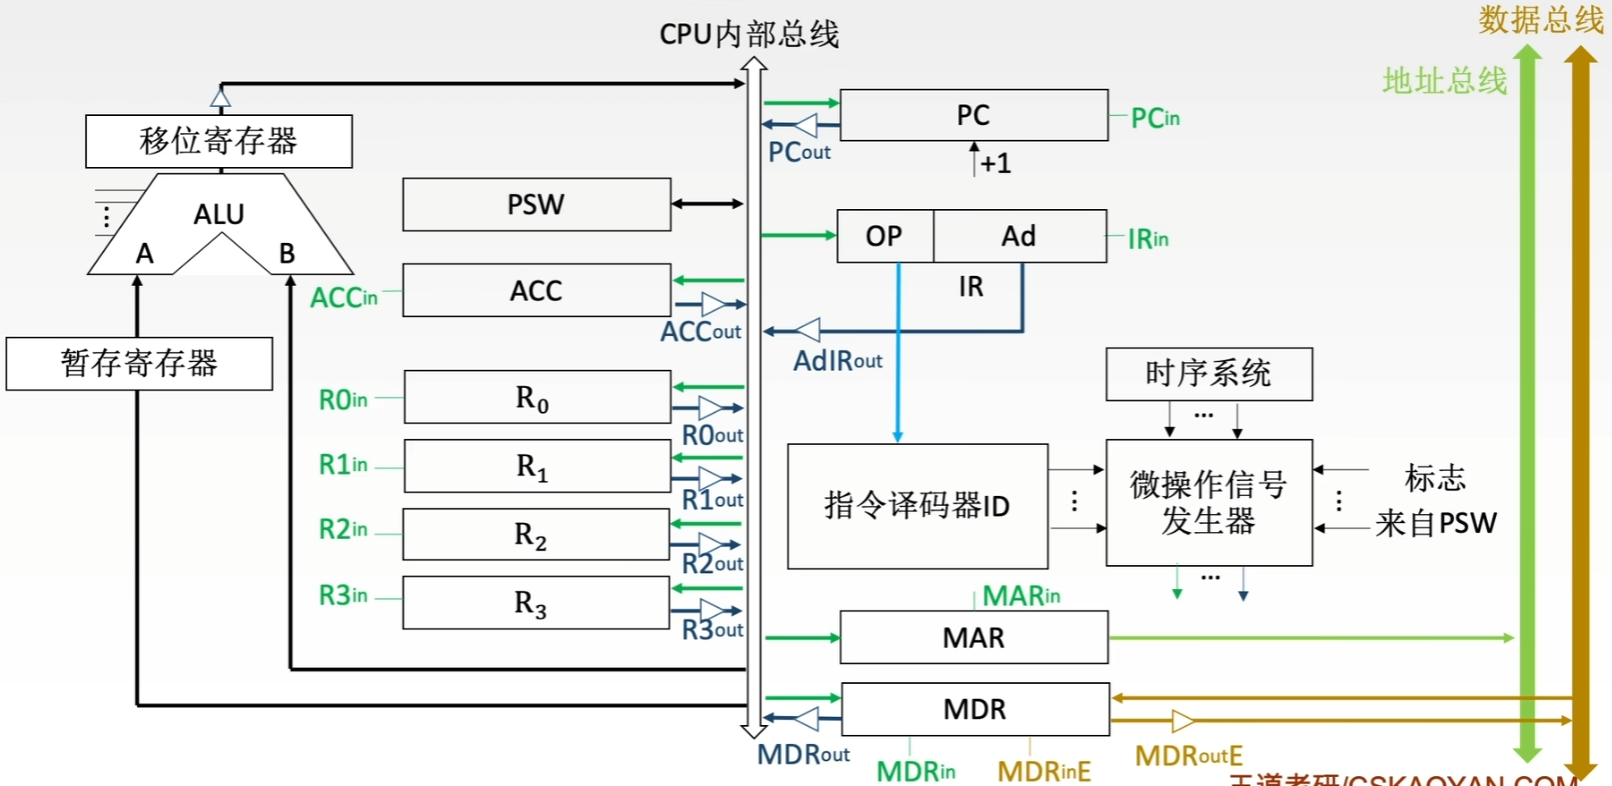 数据总线
CPU内部总线
地址总线
移位寄存器
PC
PCin
PCout
+1
PSW
ALU
A
B
OP
Ad
IRin
IR
ACCin
ACC
ACCout
AdIRout
暂存寄存器
时序系统
...
R0in
R₀
R0out
R1in
R₁
R1out
指令译码器ID
微操作信号
发生器
标志
来自PSW
R2in
R₂
R2out
...
R3in
R₃
R3out
MARin
MAR
MDR
MDRout
MDRin
MDRinE
MDRoutE
王道考研/CSKAOYAN.COM